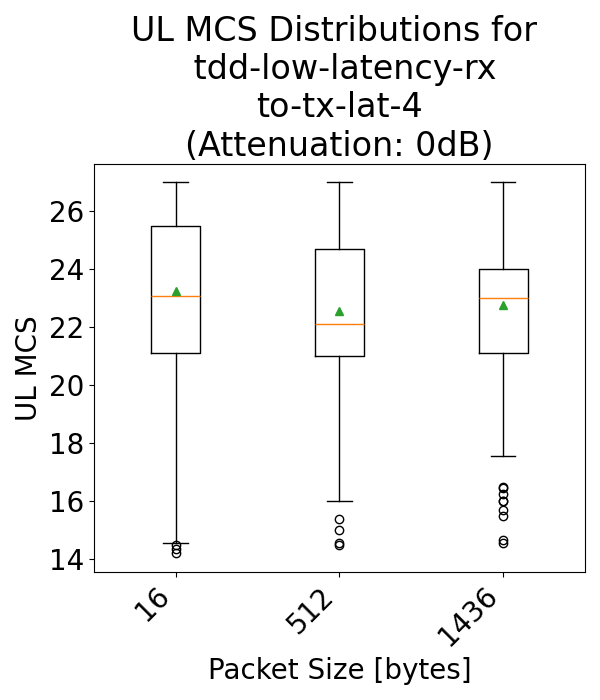 UL MCS Distributions for
tdd-low-latency-rx
to-tx-lat-4
(Attenuation: 0dB)
26
24
22
20
18
16
14
UL MCS
16
512
1436
Packet Size [bytes]